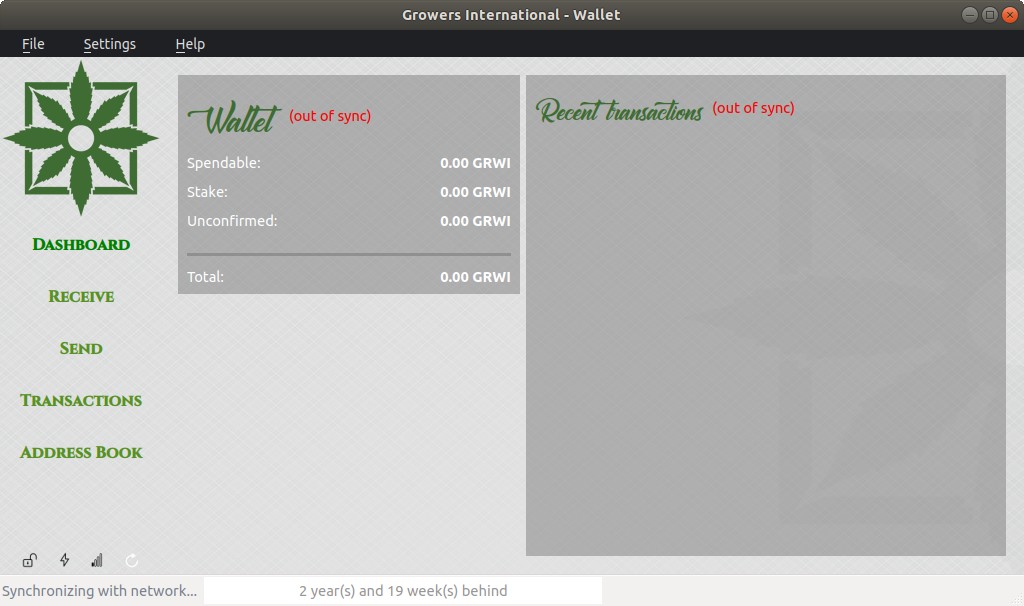 Growers International - Wallet
File Settings Help
Wallet (out of sync)
Spendable: 0.00 GRWI
Stake: 0.00 GRWI
Unconfirmed: 0.00 GRWI
Total: 0.00 GRWI
Recent transactions (out of sync)
Dashboard
Receive
Send
Transactions
Address Book
Synchronizing with network... 2 year(s) and 19 week(s) behind